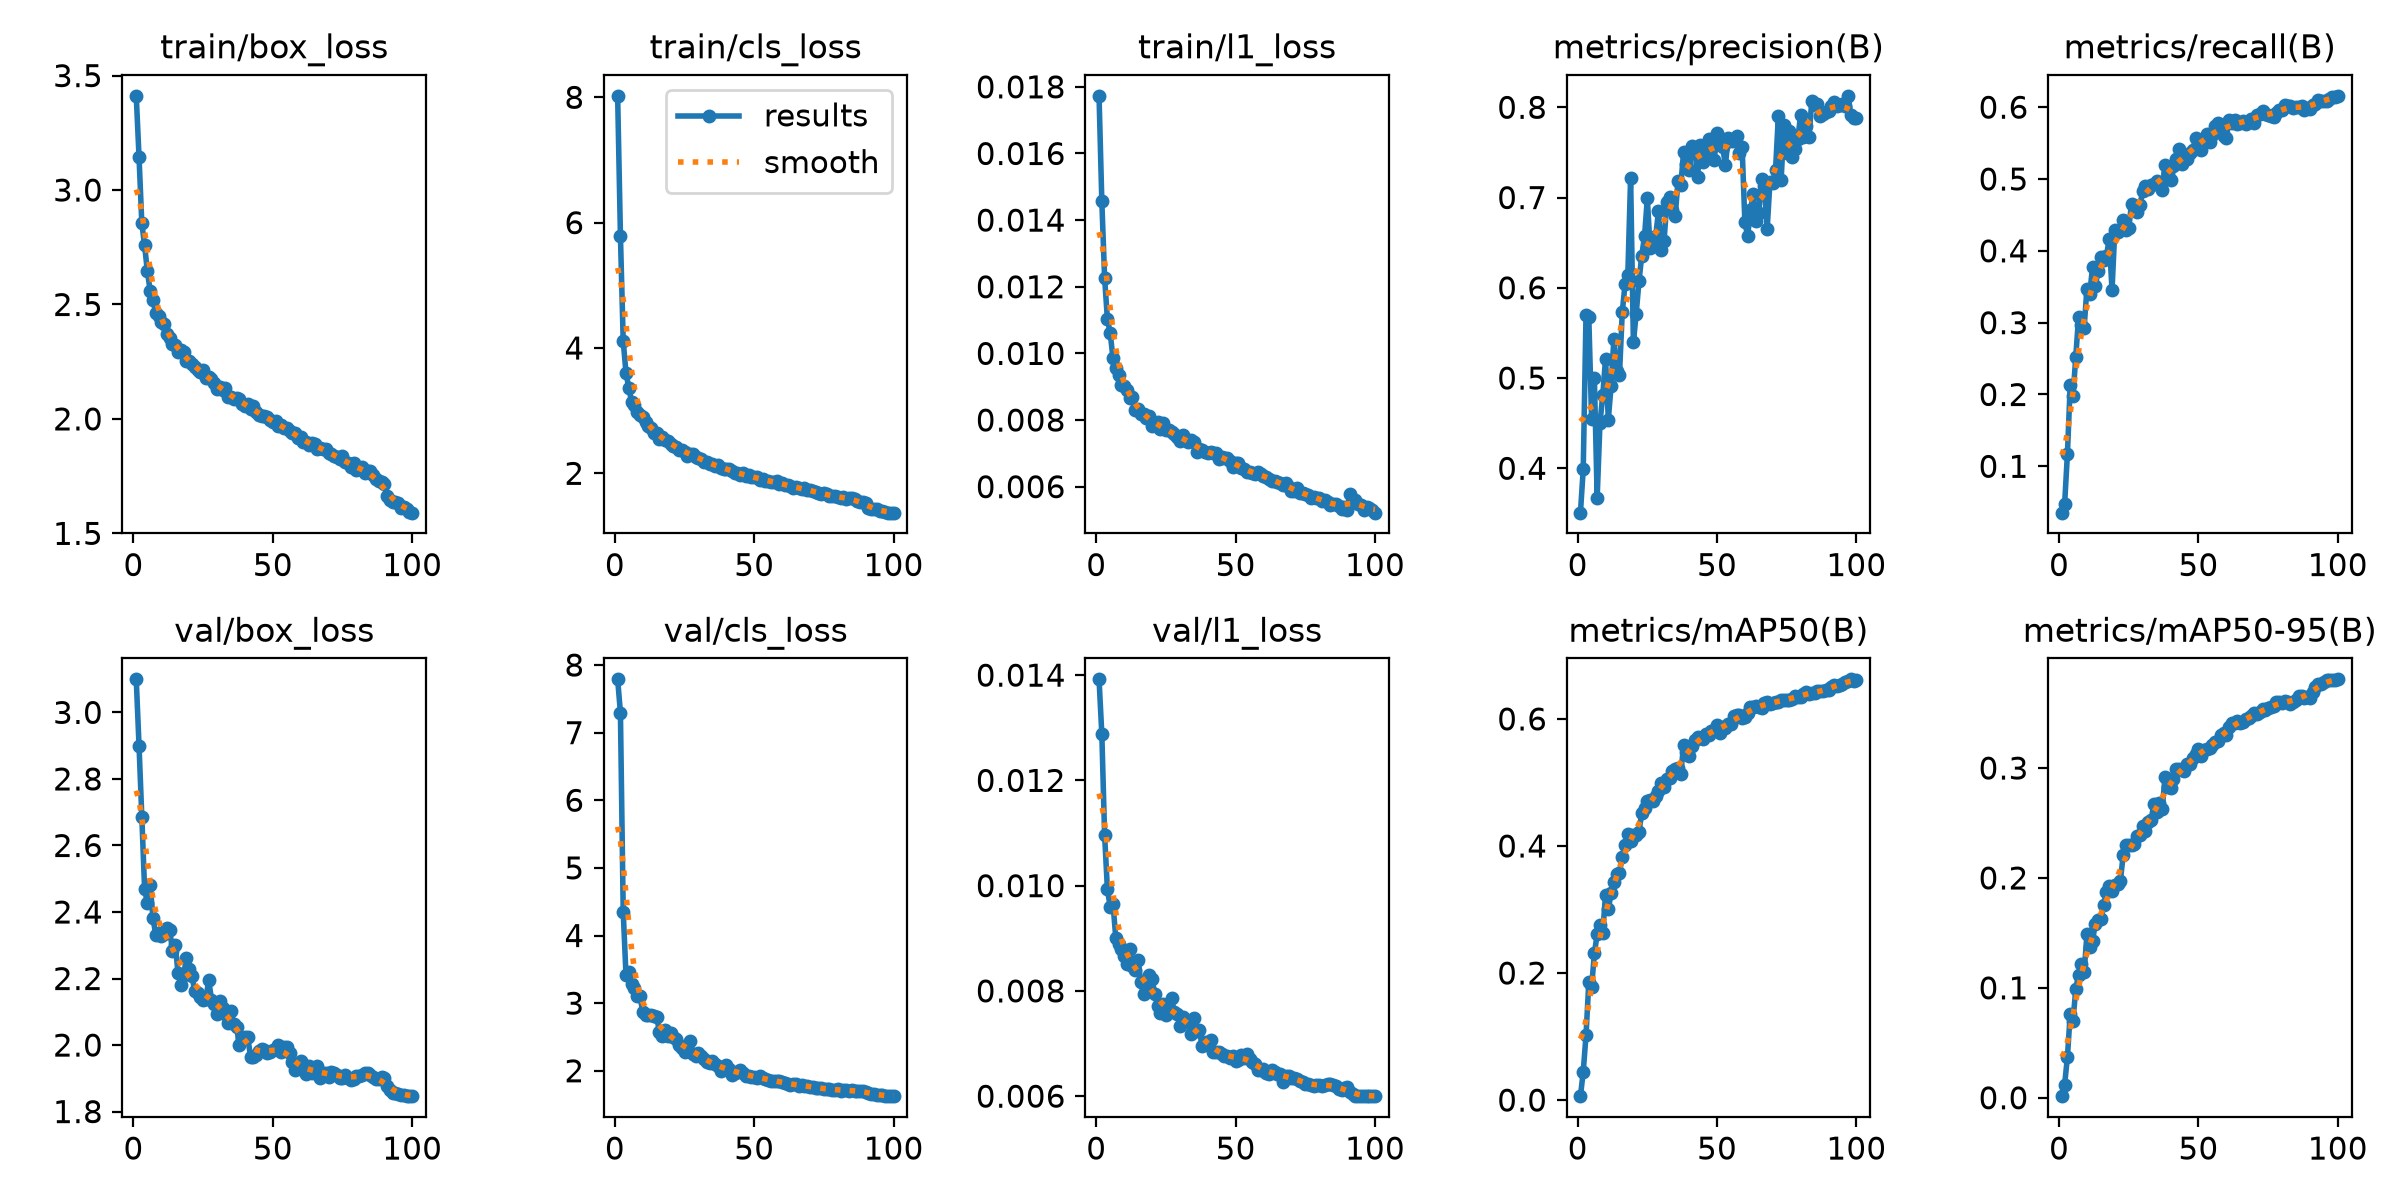 train/box_loss
3.5
3.0
2.5
2.0
1.5
0 50 100
train/cls_loss
results
smooth
8
6
4
2
0 50 100
train/l1_loss
0.018
0.016
0.014
0.012
0.010
0.008
0.006
0 50 100
metrics/precision(B)
0.8
0.7
0.6
0.5
0.4
0 50 100
metrics/recall(B)
0.6
0.5
0.4
0.3
0.2
0.1
0 50 100
val/box_loss
3.0
2.8
2.6
2.4
2.2
2.0
1.8
0 50 100
val/cls_loss
8
7
6
5
4
3
2
0 50 100
val/l1_loss
0.014
0.012
0.010
0.008
0.006
0 50 100
metrics/mAP50(B)
0.6
0.4
0.2
0.0
0 50 100
metrics/mAP50-95(B)
0.3
0.2
0.1
0.0
0 50 100